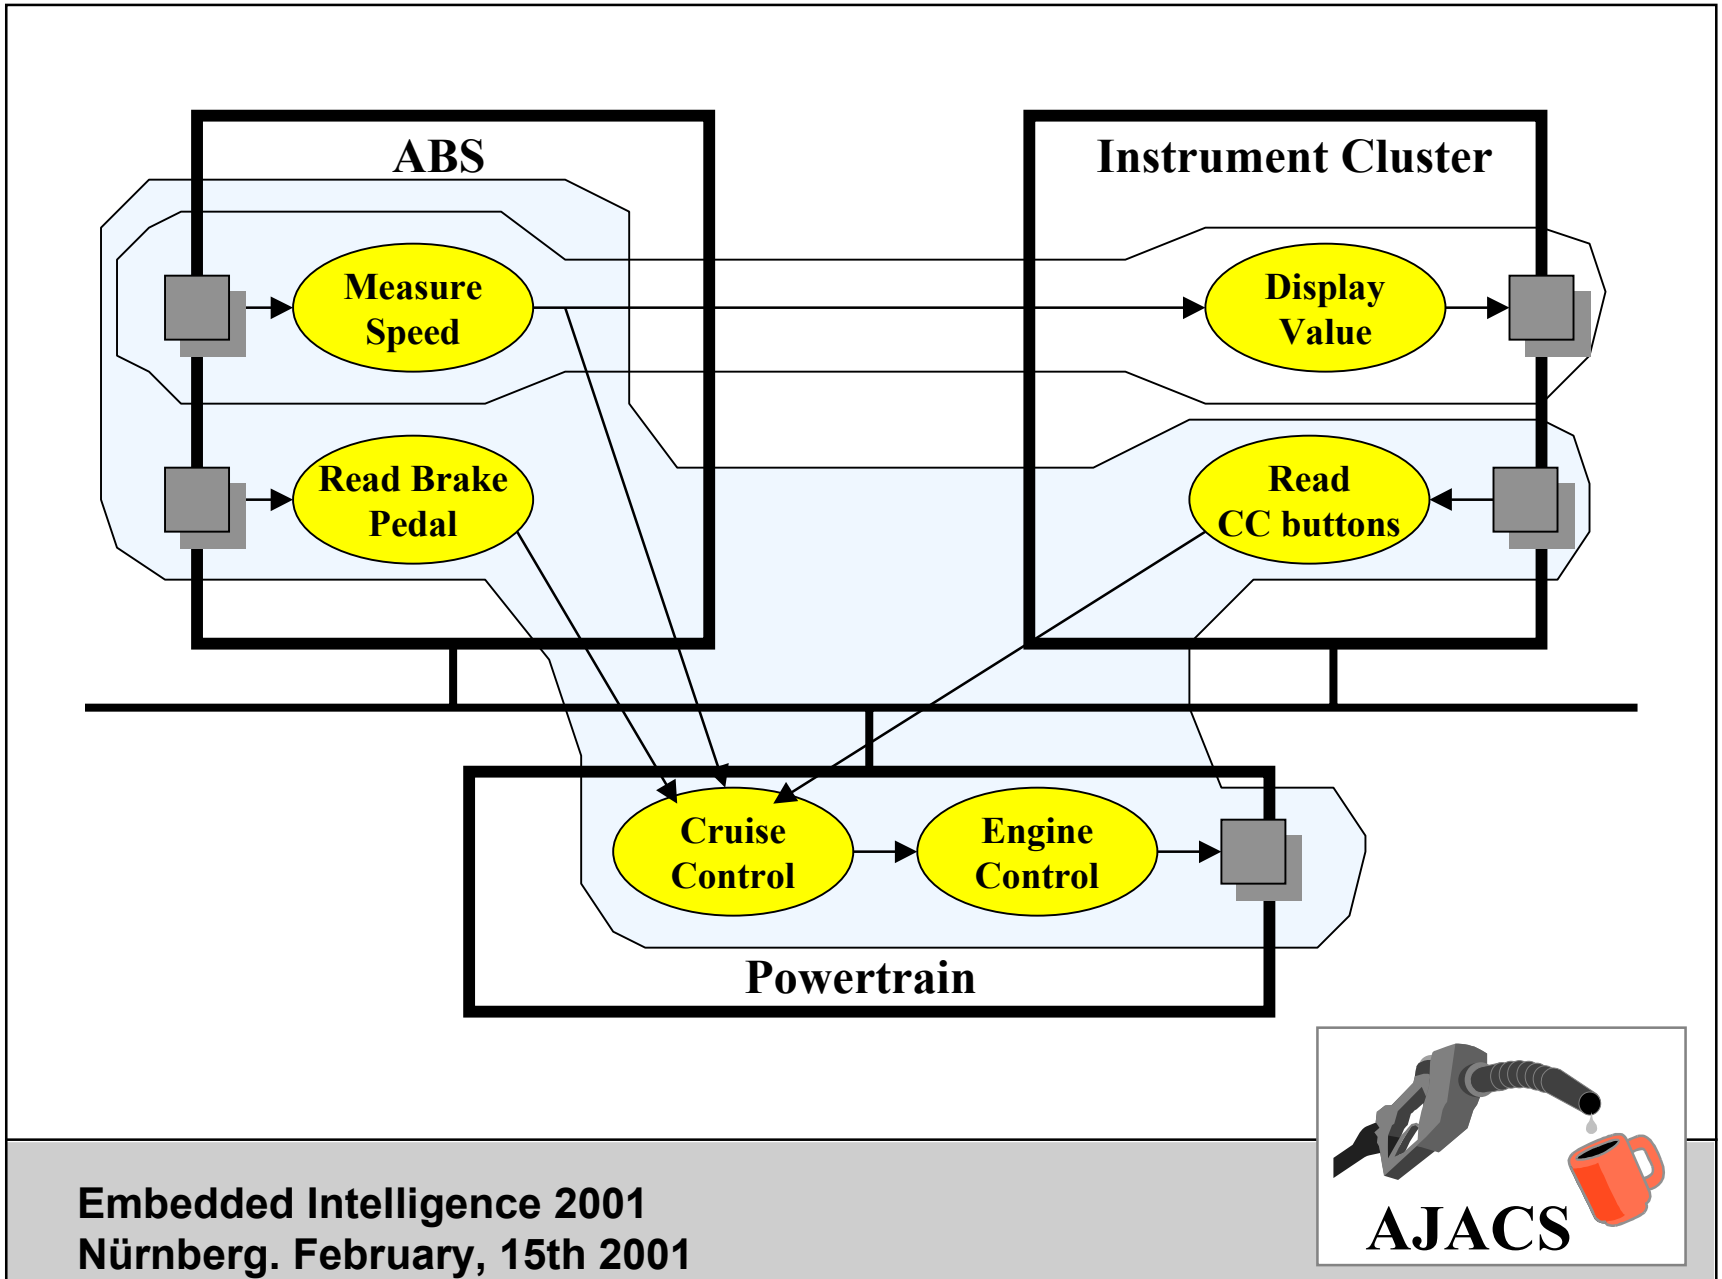 ABS
Instrument Cluster
Measure
Speed
Display
Value
Read Brake
Pedal
Read
CC buttons
Cruise
Control
Engine
Control
Powertrain
AJACS
Embedded Intelligence 2001
Nürnberg. February, 15th 2001